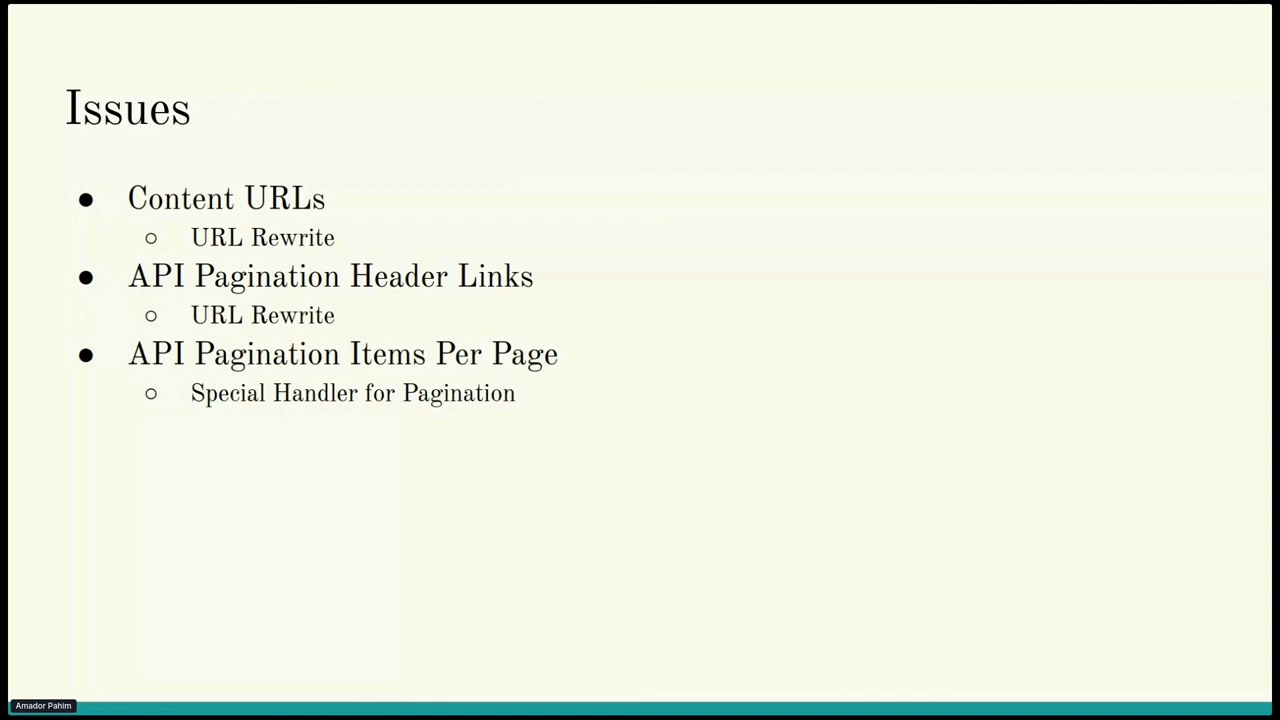 Issues
● Content URLs
○ URL Rewrite
● API Pagination Header Links
○ URL Rewrite
● API Pagination Items Per Page
○ Special Handler for Pagination
Amador Pahim